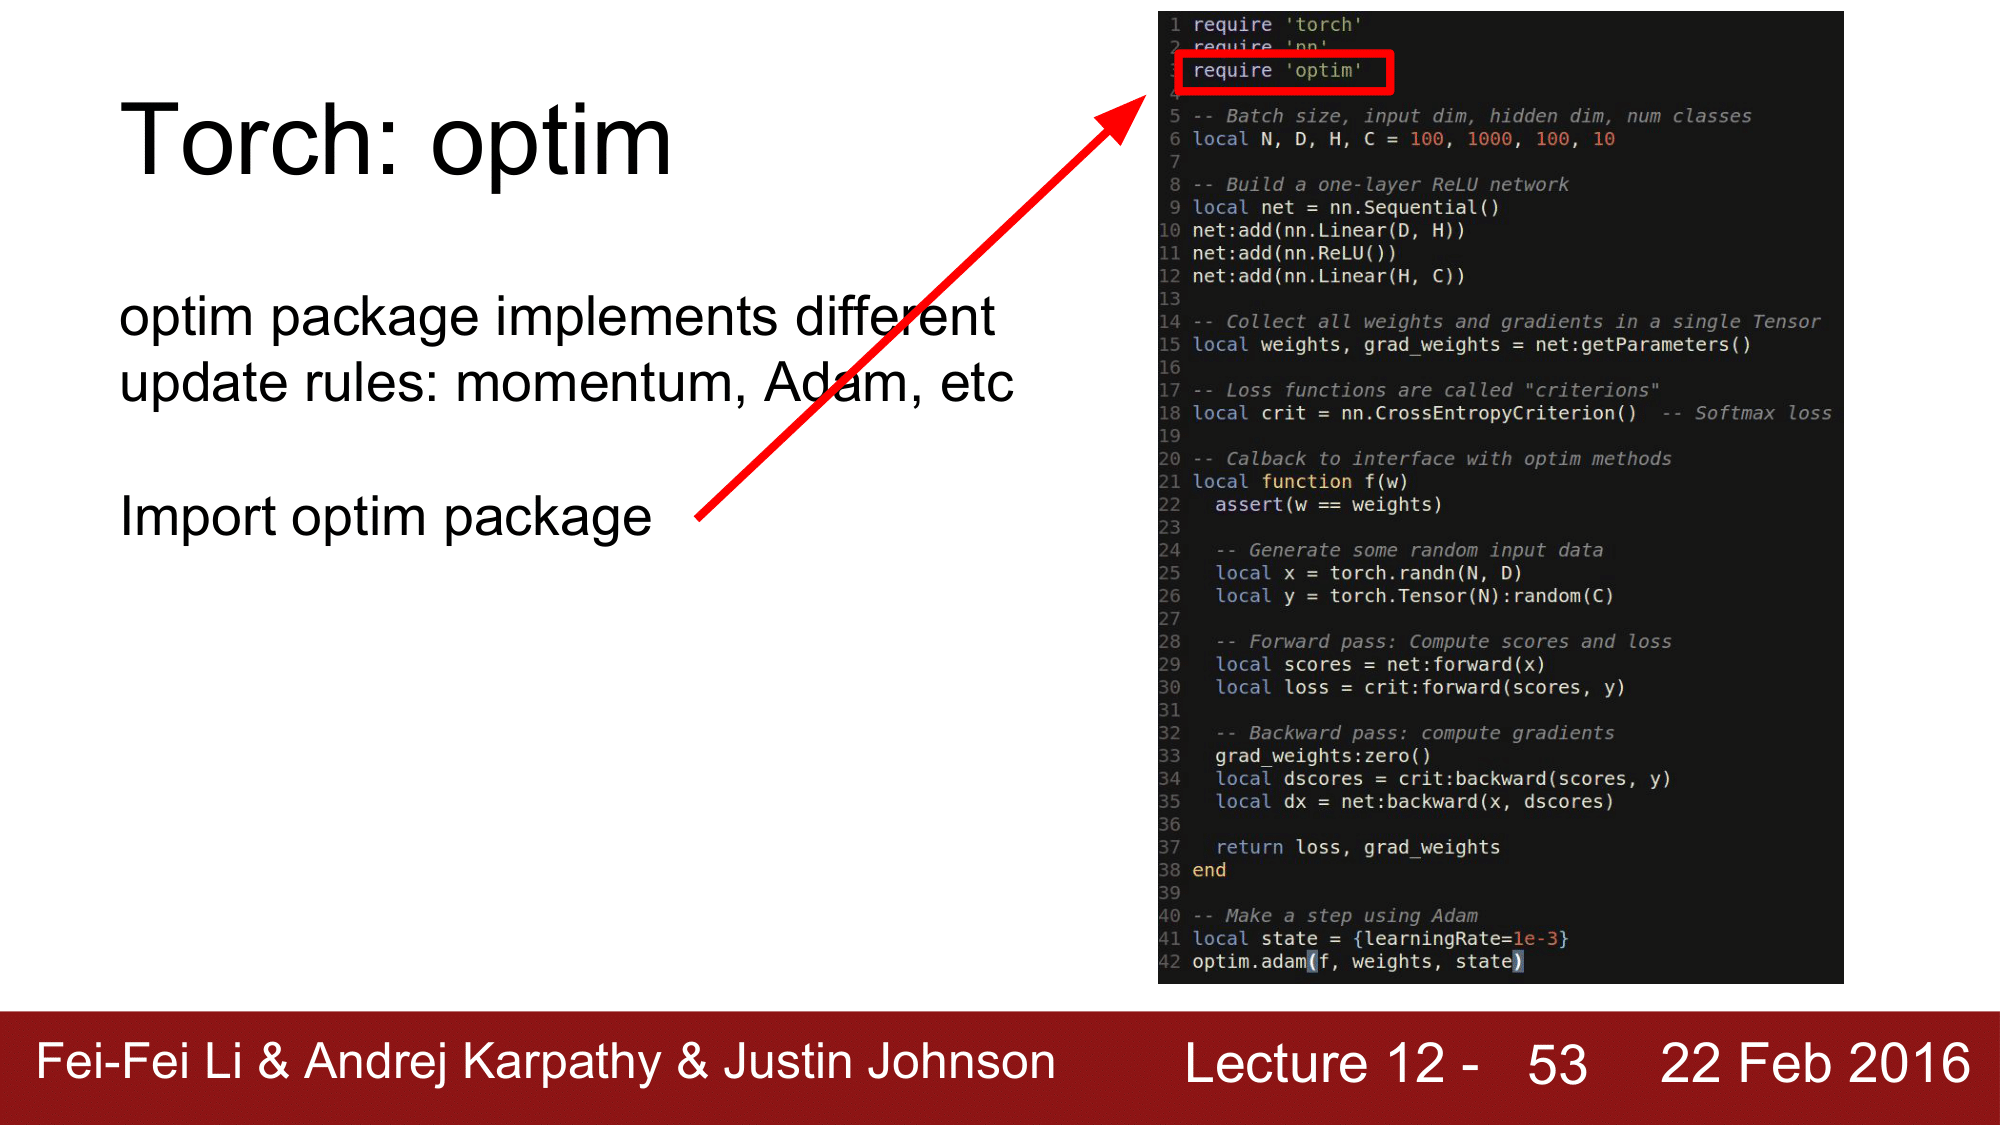 Torch: optim
optim package implements different
update rules: momentum, Adam, etc
Import optim package
1 require 'torch'
2 require 'nn'
3 require 'optim'
4
5 -- Batch size, input dim, hidden dim, num classes
6 local N, D, H, C = 100, 1000, 100, 10
7
8 -- Build a one-layer ReLU network
9 local net = nn.Sequential()
10 net:add(nn.Linear(D, H))
11 net:add(nn.ReLU())
12 net:add(nn.Linear(H, C))
13
14 -- Collect all weights and gradients in a single Tensor
15 local weights, grad_weights = net:getParameters()
16
17 -- Loss functions are called "criterions"
18 local crit = nn.CrossEntropyCriterion()  -- Softmax loss
19
20 -- Calback to interface with optim methods
21 local function f(w)
22   assert(w == weights)
23
24   -- Generate some random input data
25   local x = torch.randn(N, D)
26   local y = torch.Tensor(N):random(C)
27
28   -- Forward pass: Compute scores and loss
29   local scores = net:forward(x)
30   local loss = crit:forward(scores, y)
31
32   -- Backward pass: compute gradients
33   grad_weights:zero()
34   local dscores = crit:backward(scores, y)
35   local dx = net:backward(x, dscores)
36
37   return loss, grad_weights
38 end
39
40 -- Make a step using Adam
41 local state = {learningRate=1e-3}
42 optim.adam(f, weights, state)
Fei-Fei Li & Andrej Karpathy & Justin Johnson Lecture 12 - 53 22 Feb 2016